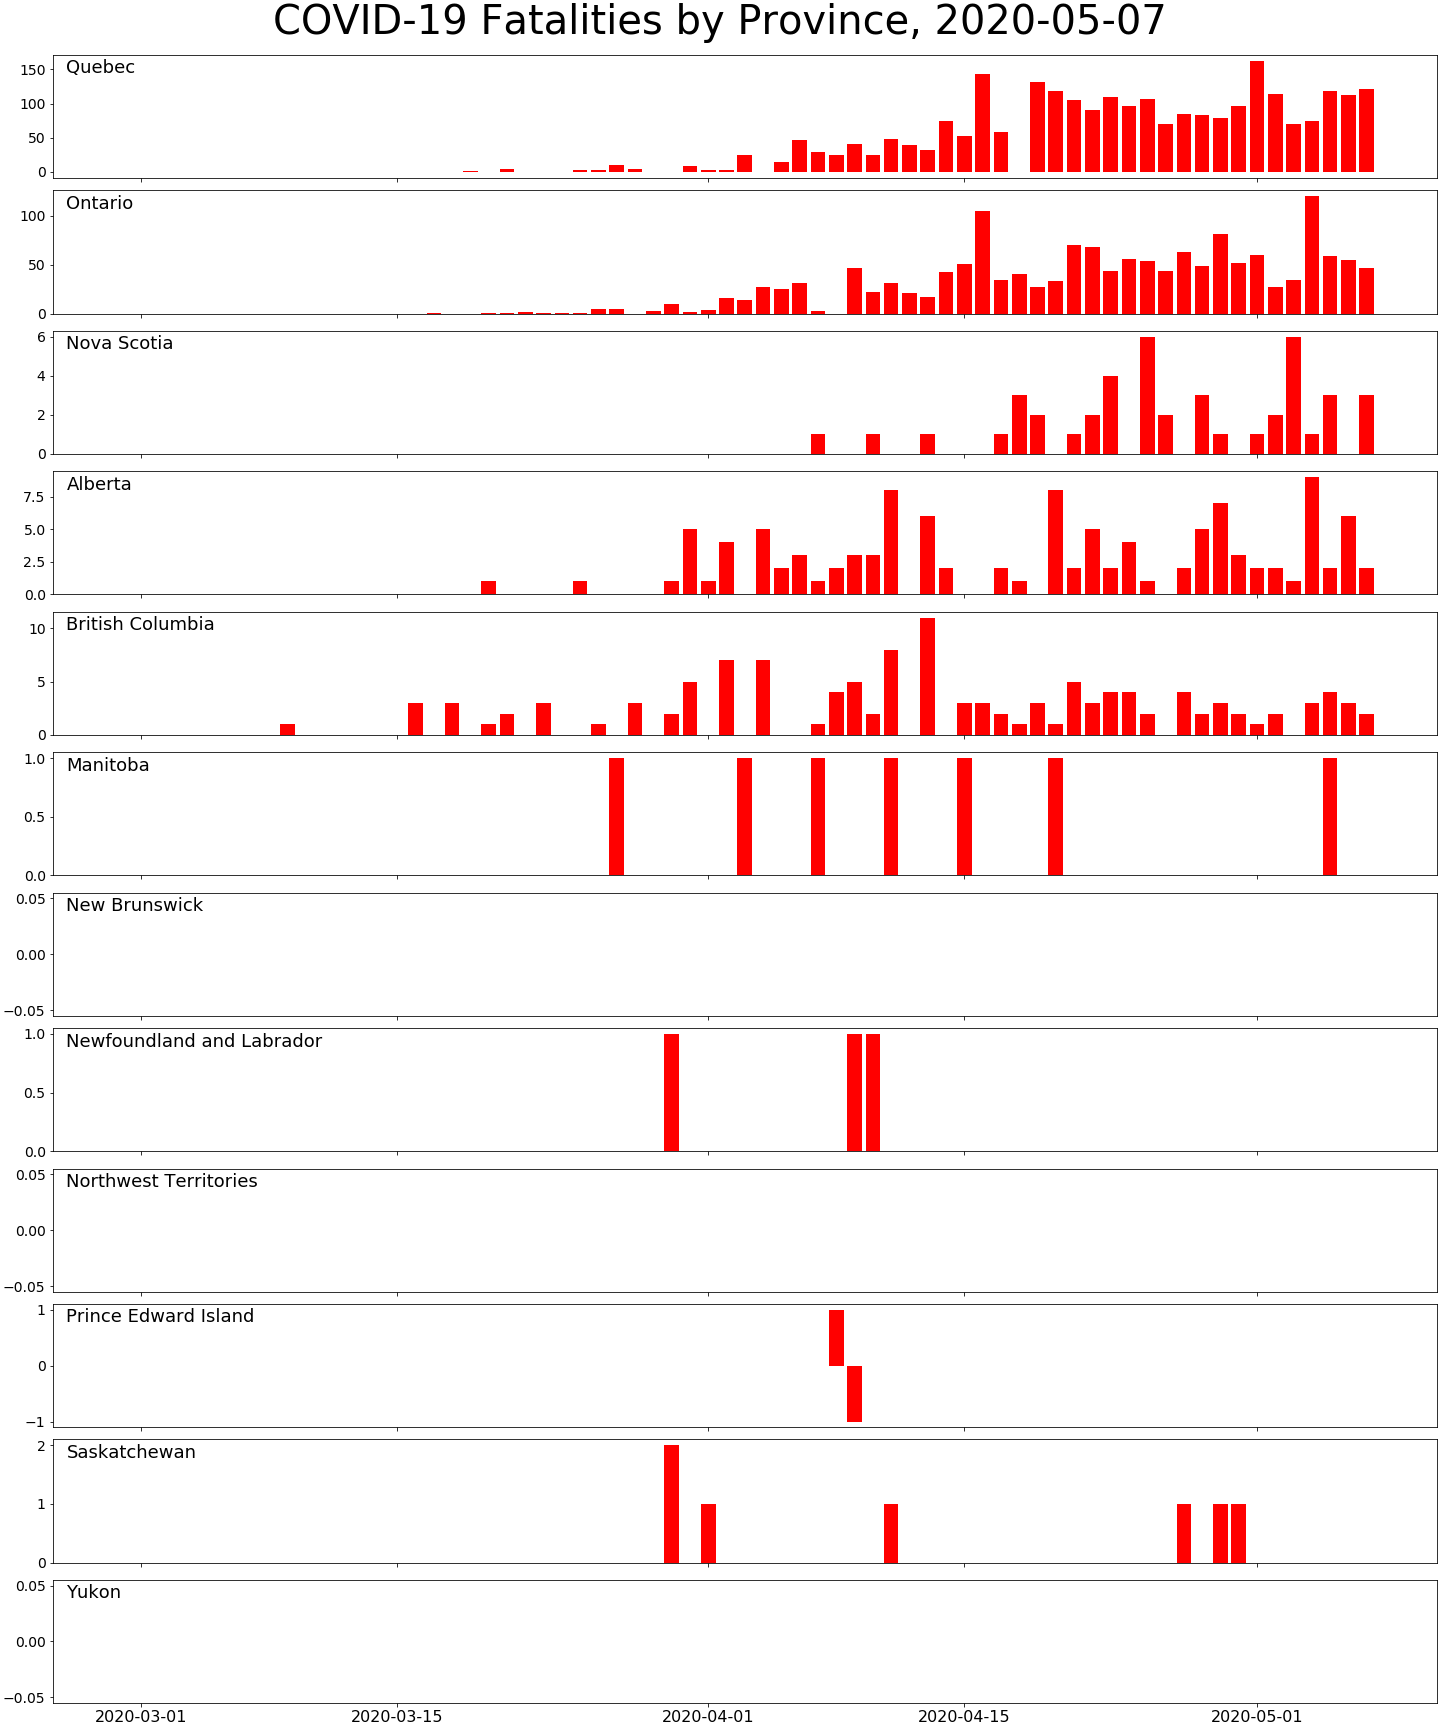 COVID-19 Fatalities by Province, 2020-05-07
Quebec
150
100
50
0
Ontario
100
50
0
Nova Scotia
6
4
2
0
Alberta
7.5
5.0
2.5
0.0
British Columbia
10
5
0
Manitoba
1.0
0.5
0.0
New Brunswick
0.05
0.00
−0.05
Newfoundland and Labrador
1.0
0.5
0.0
Northwest Territories
0.05
0.00
−0.05
Prince Edward Island
1
0
−1
Saskatchewan
2
1
0
Yukon
0.05
0.00
−0.05
2020-03-01 2020-03-15 2020-04-01 2020-04-15 2020-05-01